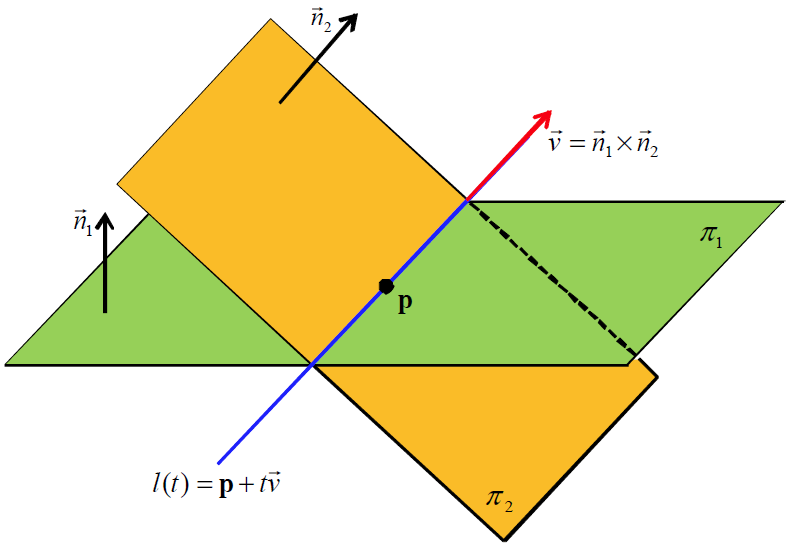 n⃗₂
v⃗ = n⃗₁ × n⃗₂
n⃗₁
π₁
p
l(t) = p + tv⃗
π₂